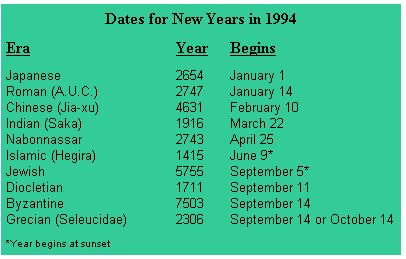 Dates for New Years in 1994
Era Year Begins
Japanese 2654 January 1
Roman (A.U.C.) 2747 January 14
Chinese (Jia-xu) 4631 February 10
Indian (Saka) 1916 March 22
Nabonnassar 2743 April 25
Islamic (Hegira) 1415 June 9*
Jewish 5755 September 5*
Diocletian 1711 September 11
Byzantine 7503 September 14
Grecian (Seleucidae) 2306 September 14 or October 14
*Year begins at sunset